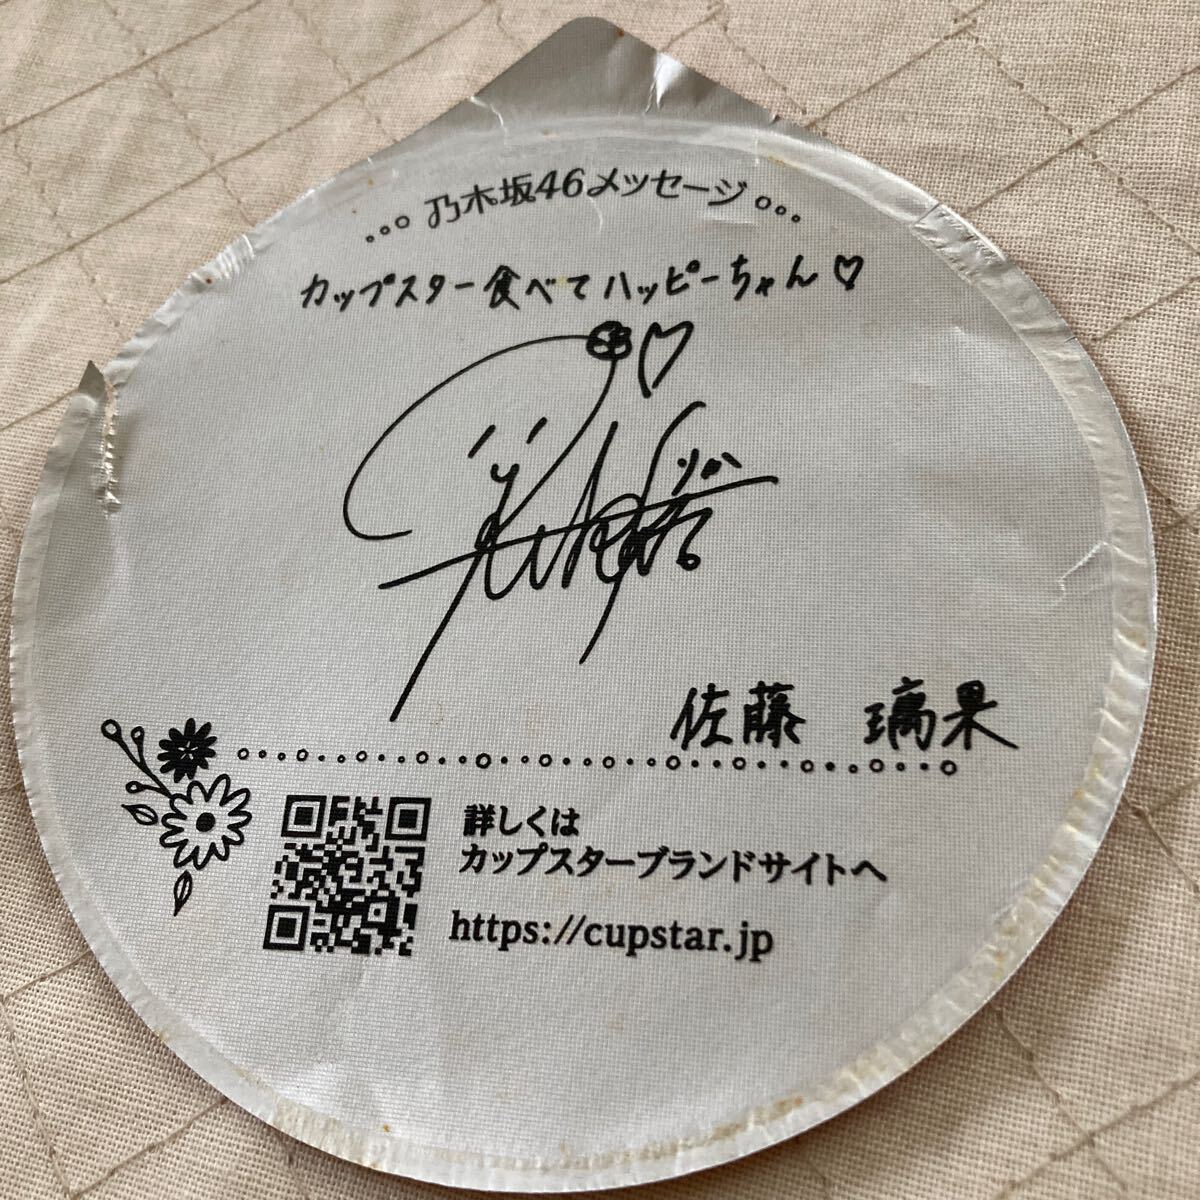 乃木坂46メッセージ
カップスター食べてハッピーちゃん♡
佐藤 璃果
詳しくは
カップスターブランドサイトへ
https://cupstar.jp